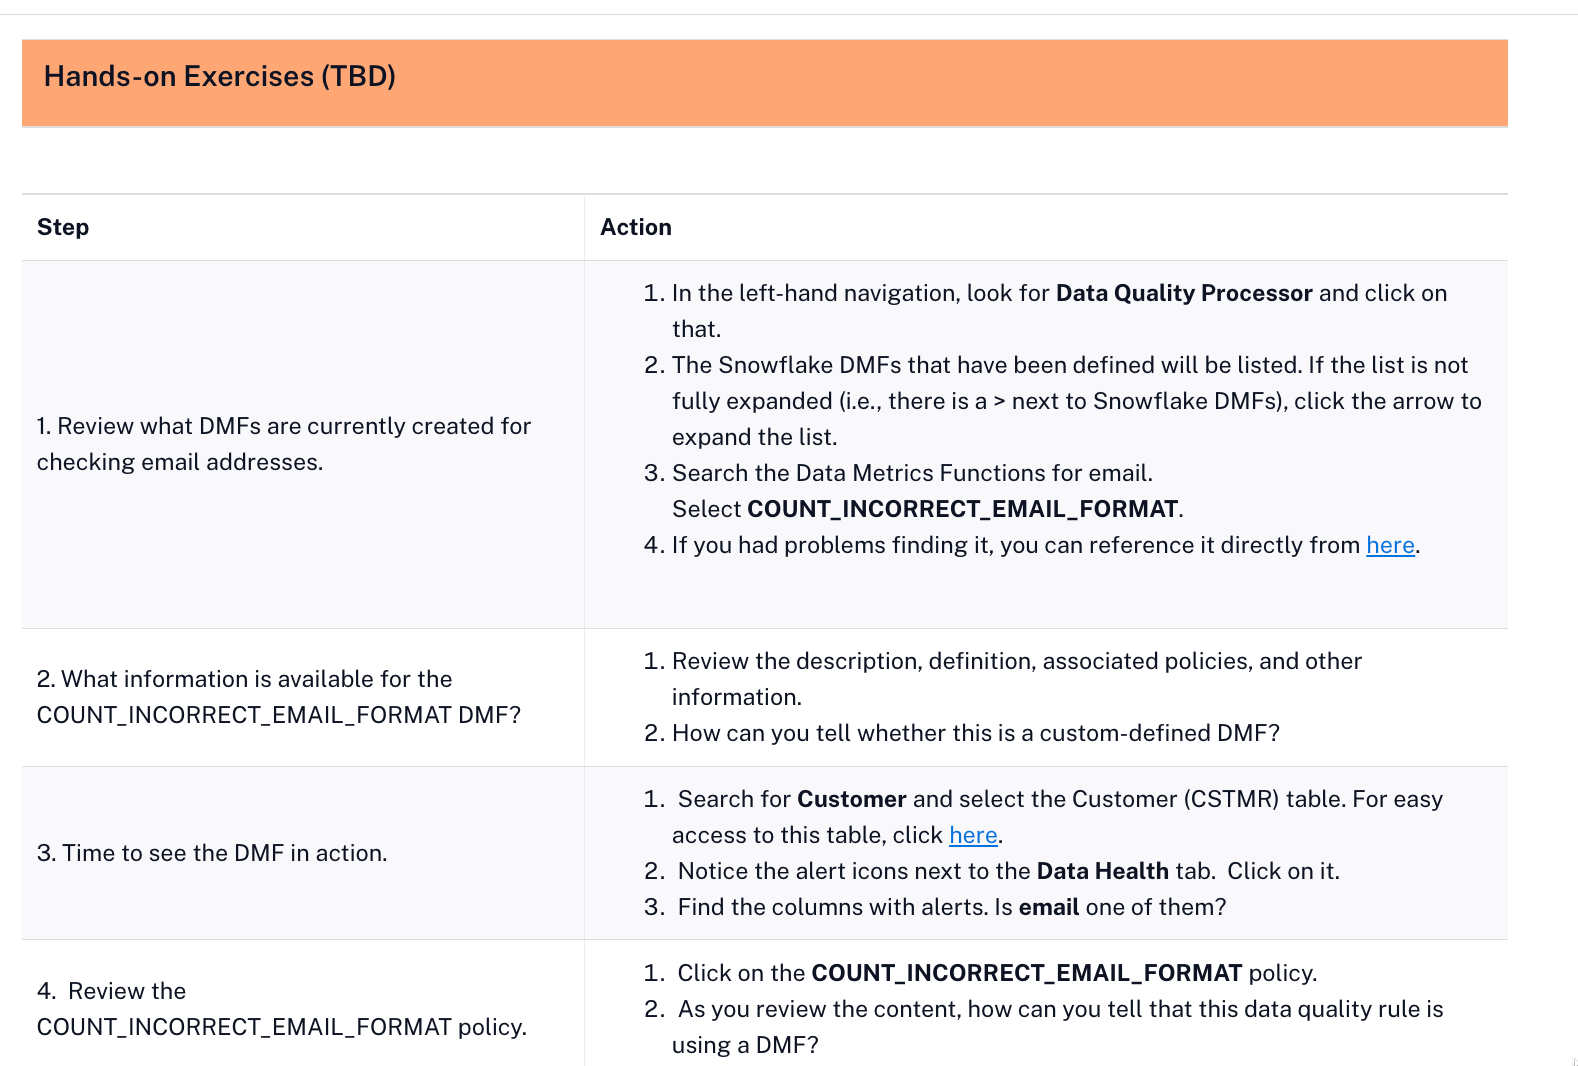 Hands-on Exercises (TBD)
Step
Action
1. Review what DMFs are currently created for
checking email addresses.
1. In the left-hand navigation, look for Data Quality Processor and click on
that.
2. The Snowflake DMFs that have been defined will be listed. If the list is not
fully expanded (i.e., there is a > next to Snowflake DMFs), click the arrow to
expand the list.
3. Search the Data Metrics Functions for email.
Select COUNT_INCORRECT_EMAIL_FORMAT.
4. If you had problems finding it, you can reference it directly from here.
2. What information is available for the
COUNT_INCORRECT_EMAIL_FORMAT DMF?
1. Review the description, definition, associated policies, and other
information.
2. How can you tell whether this is a custom-defined DMF?
3. Time to see the DMF in action.
1. Search for Customer and select the Customer (CSTMR) table. For easy
access to this table, click here.
2. Notice the alert icons next to the Data Health tab. Click on it.
3. Find the columns with alerts. Is email one of them?
4. Review the
COUNT_INCORRECT_EMAIL_FORMAT policy.
1. Click on the COUNT_INCORRECT_EMAIL_FORMAT policy.
2. As you review the content, how can you tell that this data quality rule is
using a DMF?